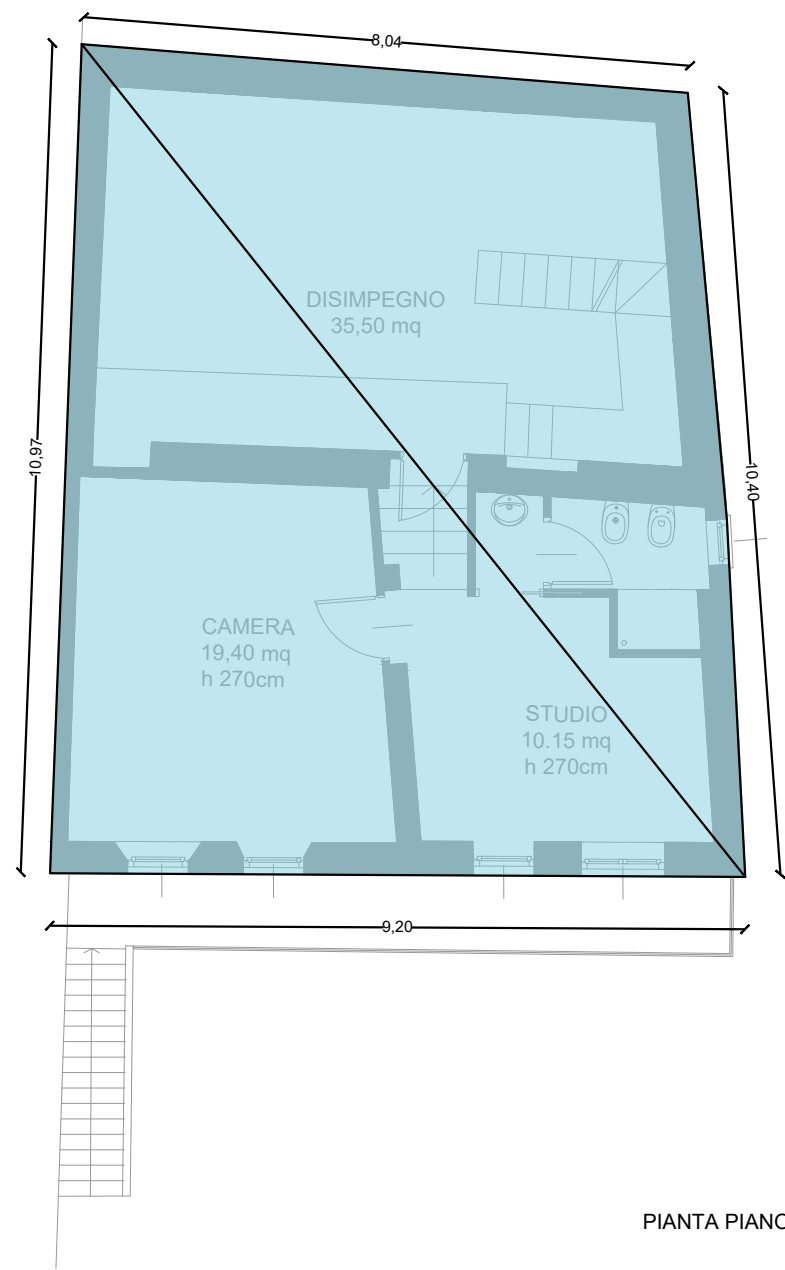 8,04
10,97
10,40
DISIMPEGNO
35,50 mq
CAMERA
19,40 mq
h 270cm
STUDIO
10.15 mq
h 270cm
9,20
PIANTA PIANO